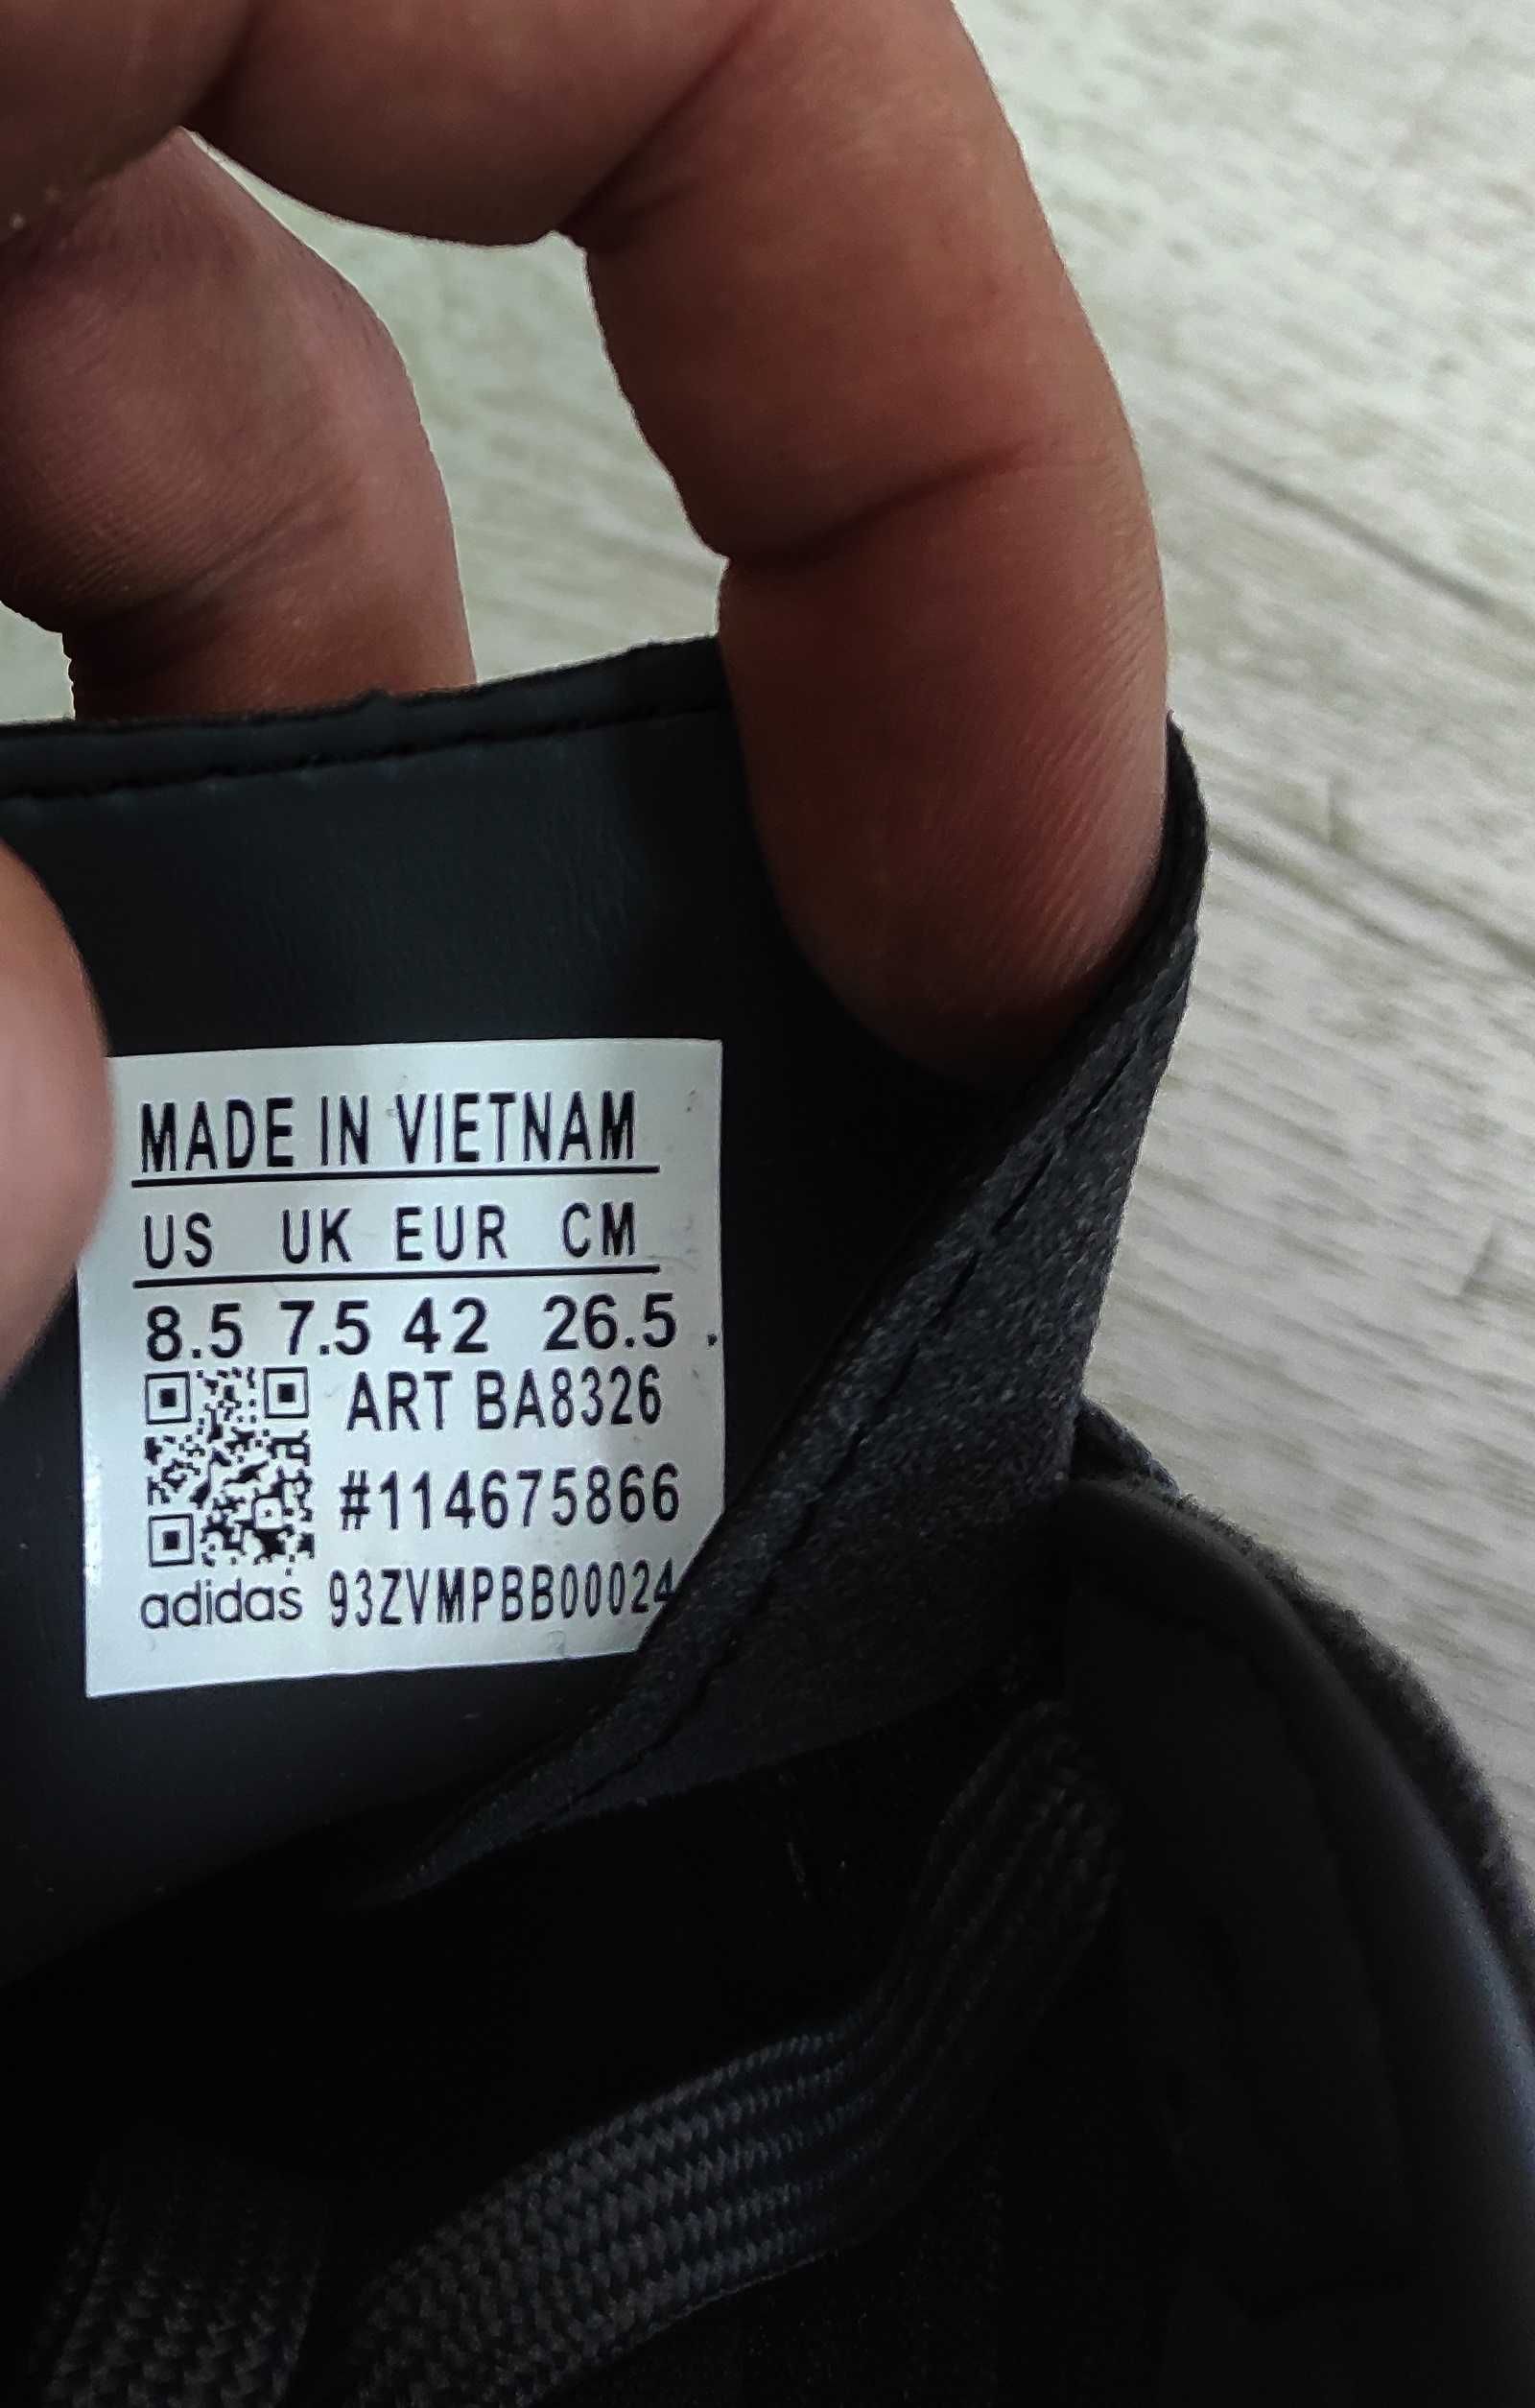 MADE IN VIETNAM
US UK EUR CM
8.5 7.5 42 26.5
ART BA8326
#114675866
adidas 93ZVMPBB00024